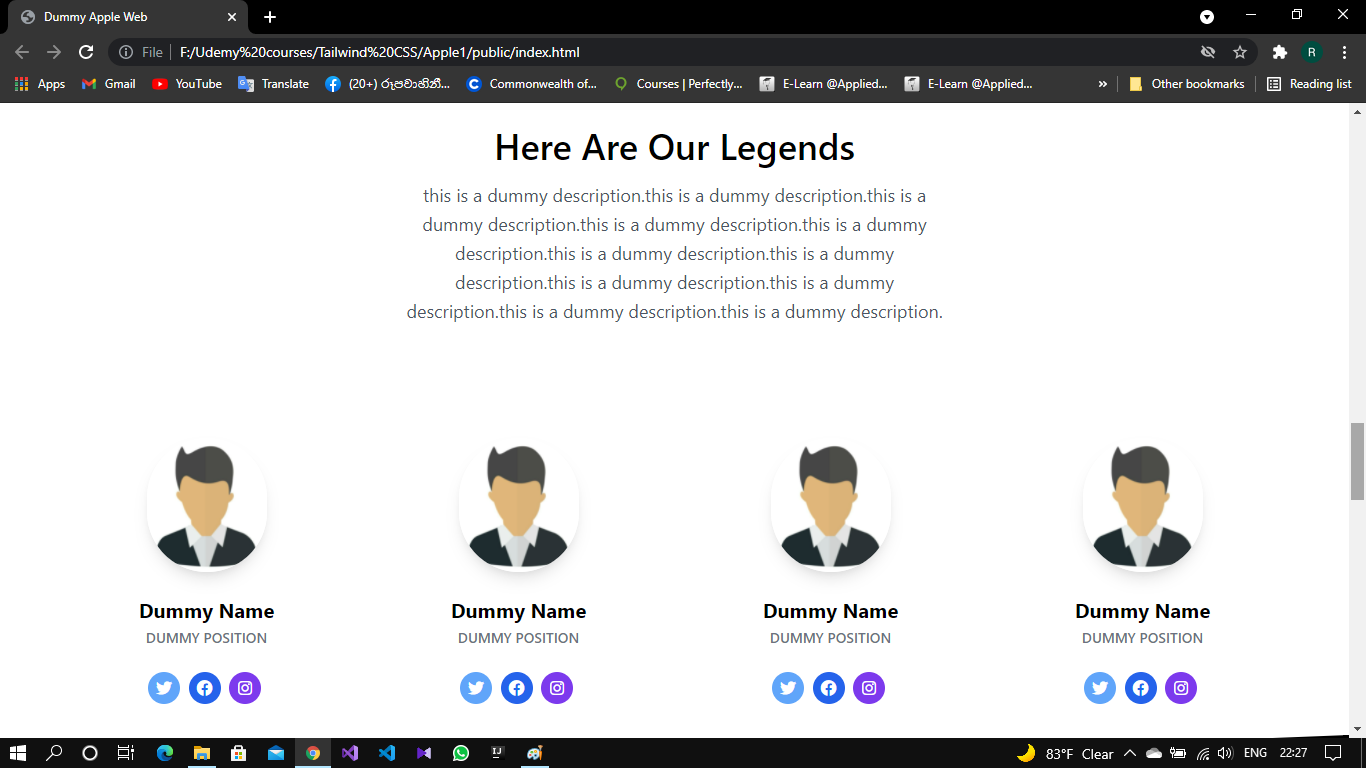 Dummy Apple Web
File F:/Udemy%20courses/Tailwind%20CSS/Apple1/public/index.html
R
Apps Gmail YouTube Translate (20+) රූපවාහිනී... Commonwealth of... Courses | Perfectly... E-Learn @Applied... E-Learn @Applied... » Other bookmarks Reading list
Here Are Our Legends
this is a dummy description.this is a dummy description.this is a
dummy description.this is a dummy description.this is a dummy
description.this is a dummy description.this is a dummy
description.this is a dummy description.this is a dummy
description.this is a dummy description.this is a dummy description.
Dummy Name Dummy Name Dummy Name Dummy Name
DUMMY POSITION DUMMY POSITION DUMMY POSITION DUMMY POSITION
83°F Clear ENG 22:27